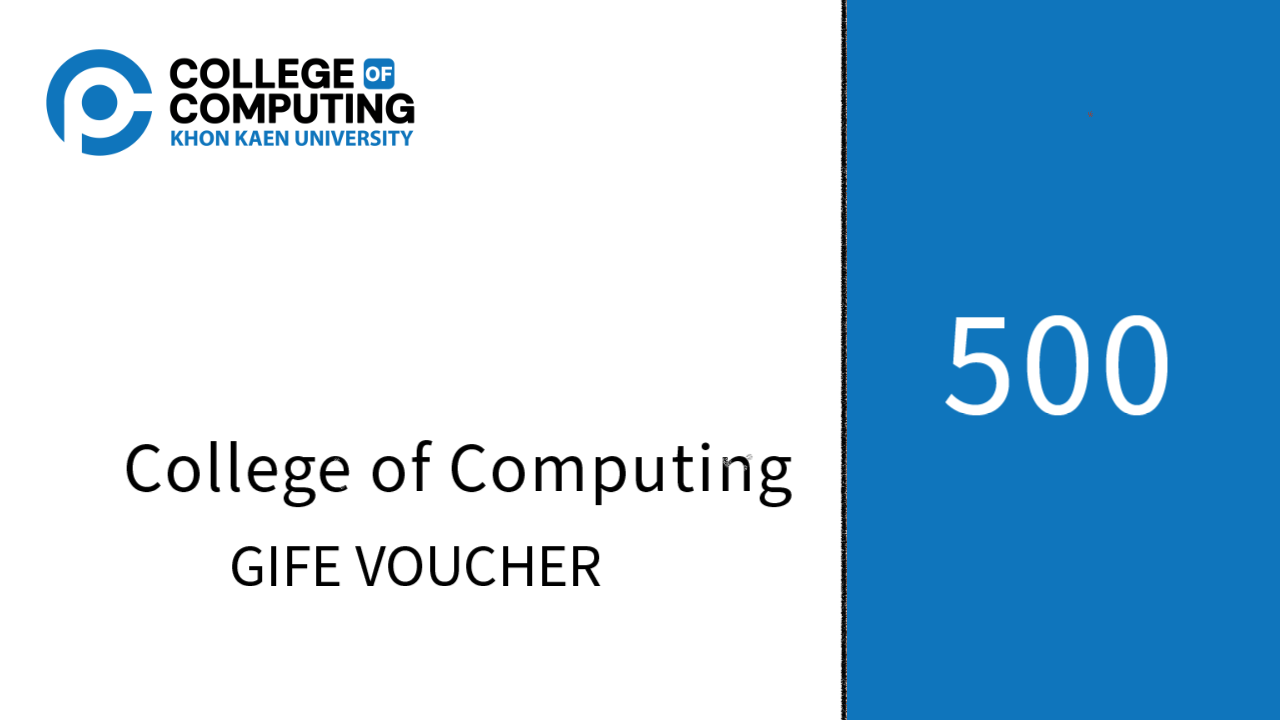 COLLEGE OF
COMPUTING
KHON KAEN UNIVERSITY
500
College of Computing
GIFE VOUCHER